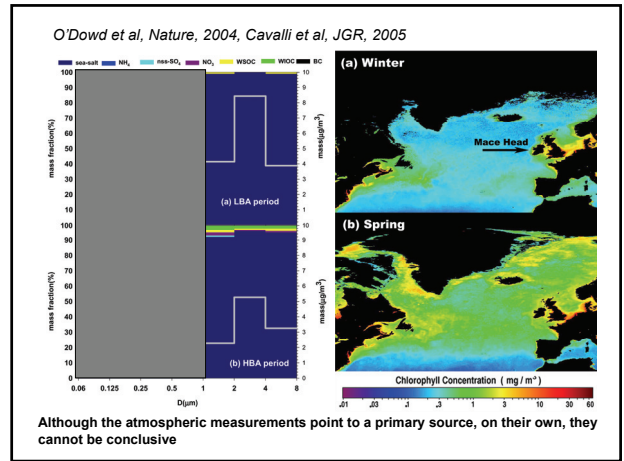 O'Dowd et al, Nature, 2004, Cavalli et al, JGR, 2005
sea-salt NH₄ nss-SO₄ NO₃ WSOC WIOC BC
100 90 80 70 60 50 40 30 20 10 0
mass fraction(%)
10 9 8 7 6 5 4 3 2 1 0
mass(µg/m³)
(a) LBA period
100 90 80 70 60 50 40 30 20 10 0
mass fraction(%)
10 9 8 7 6 5 4 3 2 1 0
mass(µg/m³)
(b) HBA period
0.06 0.125 0.25 0.5 1 2 4 8
D(µm)
(a) Winter
Mace Head
(b) Spring
Chlorophyll Concentration ( mg / m³ )
.01 .03 .1 .3 1 3 10 30 60
Although the atmospheric measurements point to a primary source, on their own, they
cannot be conclusive